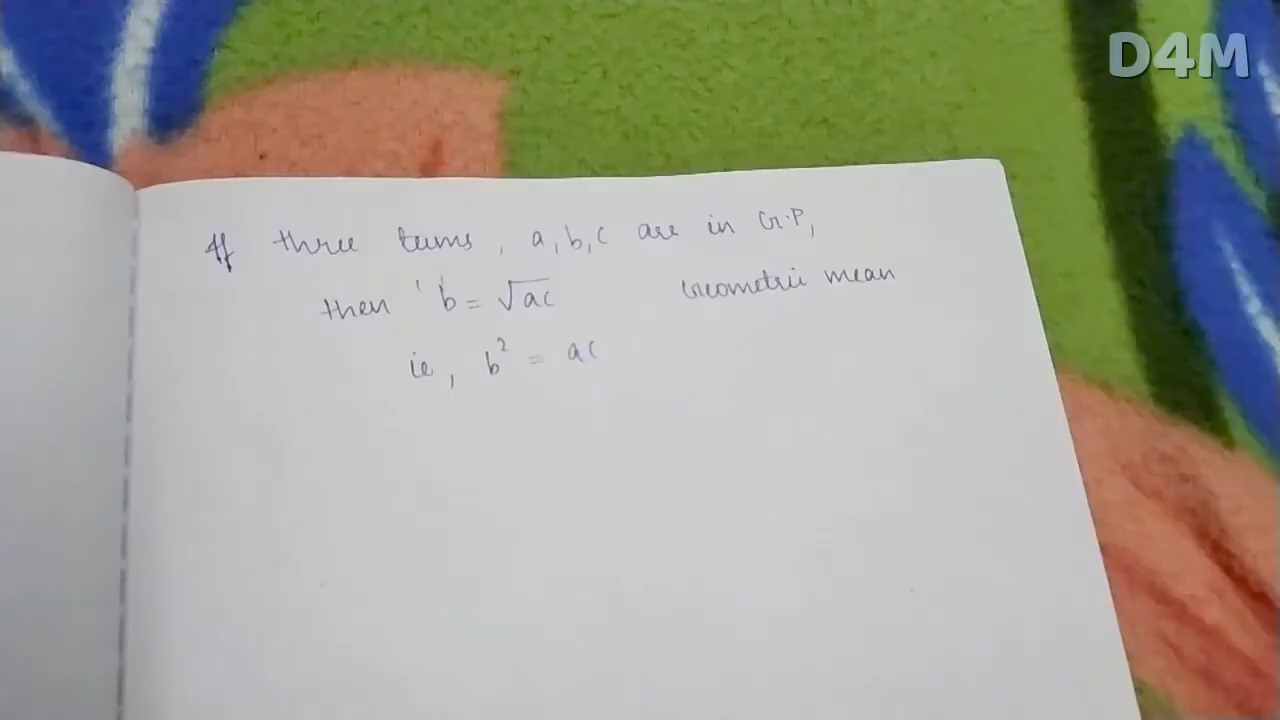 D4M
If three terms, a, b, c are in G.P,
then 'b' = √ac Geometric mean
ie, b² = ac